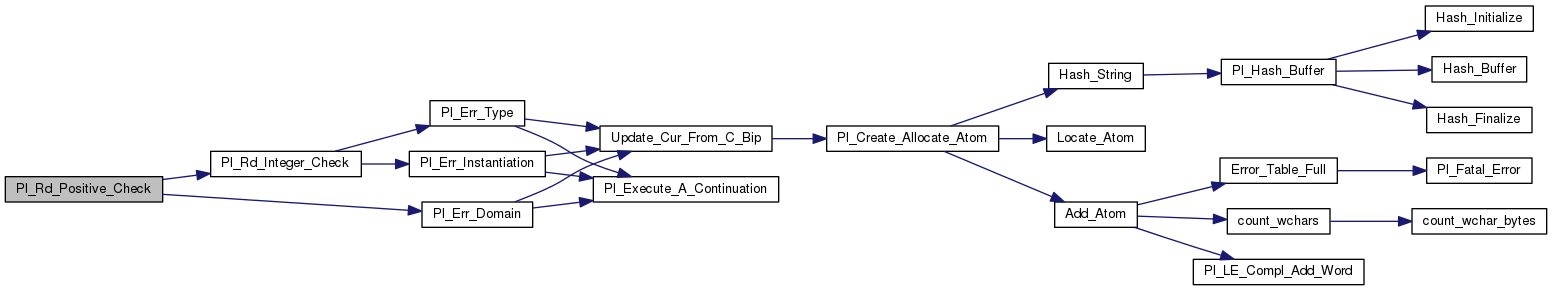 Pl_Rd_Positive_Check
Pl_Rd_Integer_Check
Pl_Err_Type
Pl_Err_Instantiation
Pl_Err_Domain
Update_Cur_From_C_Bip
Pl_Execute_A_Continuation
Pl_Create_Allocate_Atom
Hash_String
Locate_Atom
Add_Atom
Pl_Hash_Buffer
Error_Table_Full
count_wchars
Pl_LE_Compl_Add_Word
Hash_Initialize
Hash_Buffer
Hash_Finalize
Pl_Fatal_Error
count_wchar_bytes